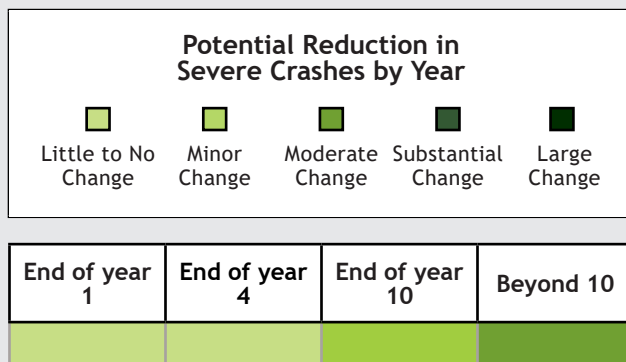 Potential Reduction in
Severe Crashes by Year
Little to No Change
Minor Change
Moderate Change
Substantial Change
Large Change
End of year 1
End of year 4
End of year 10
Beyond 10